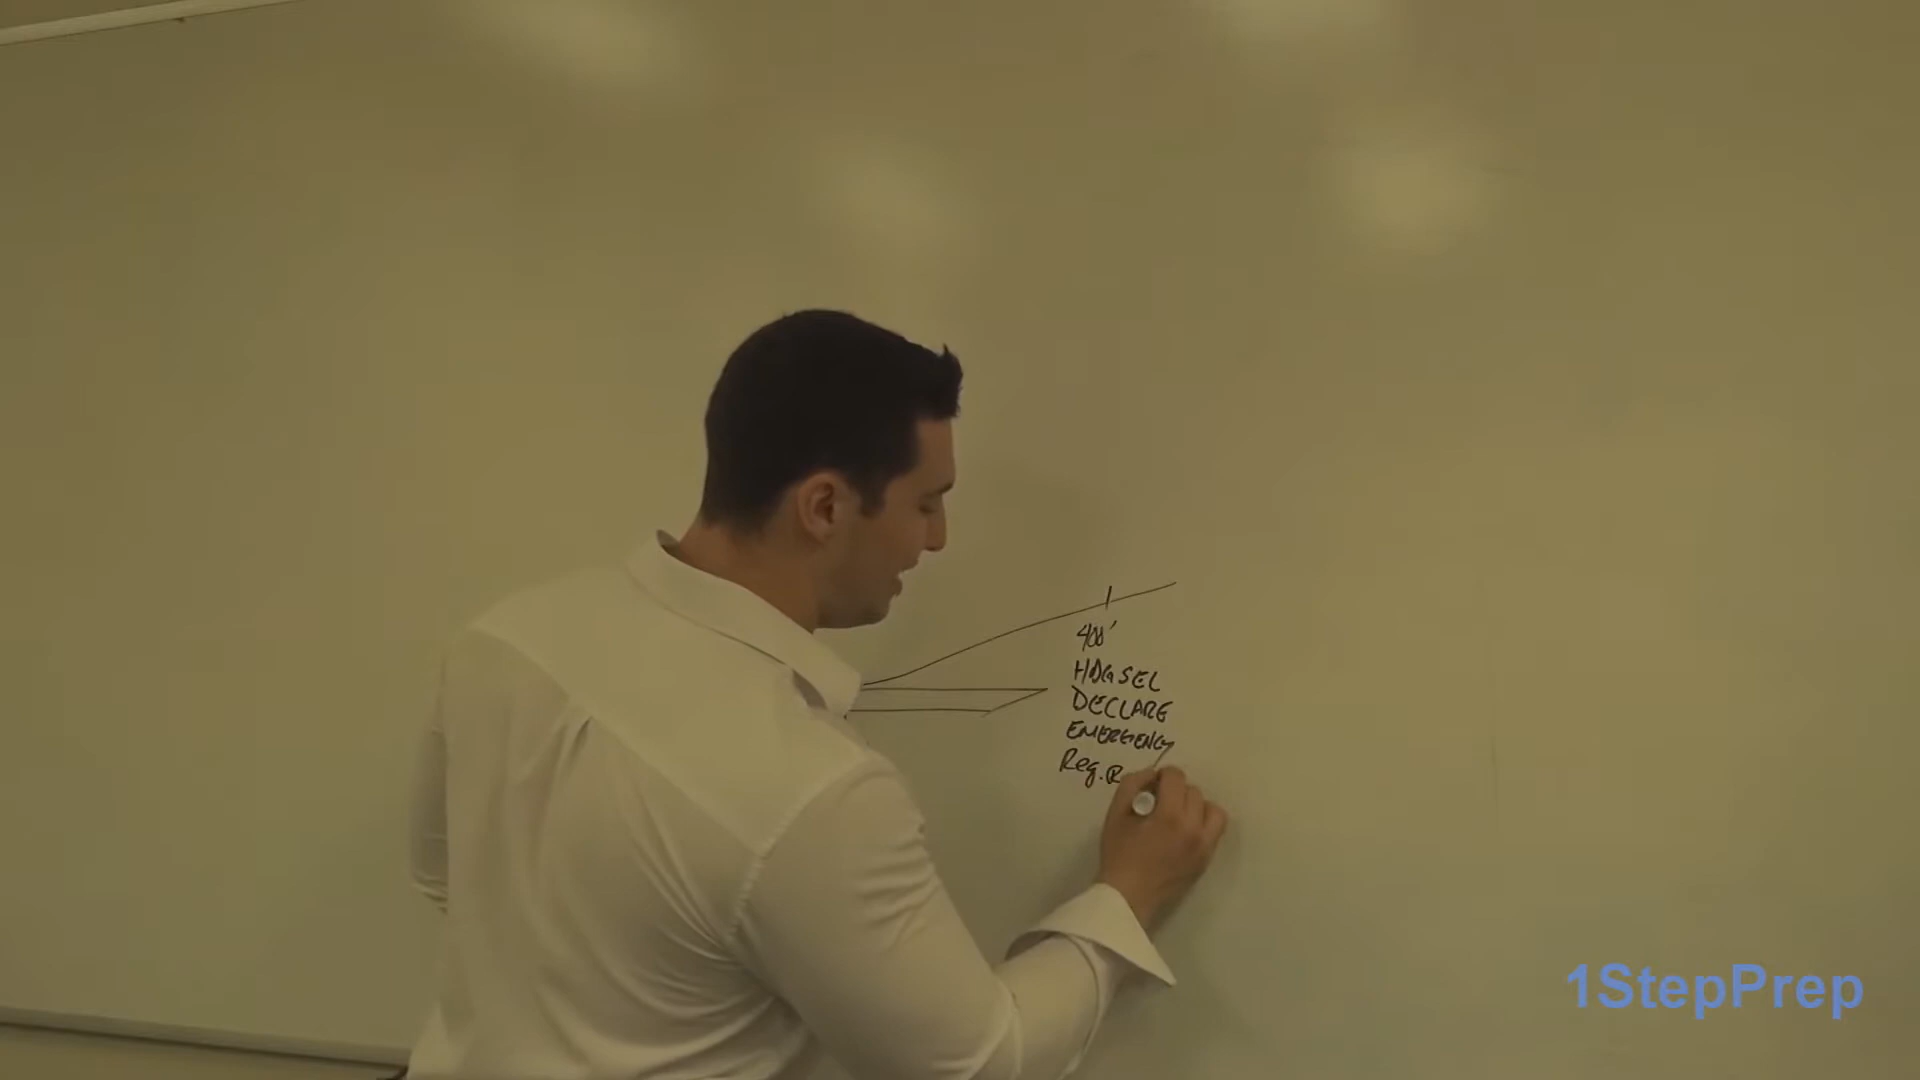 400'
HDG SEL
DECLARE
EMERGENCY
Req. R
1StepPrep